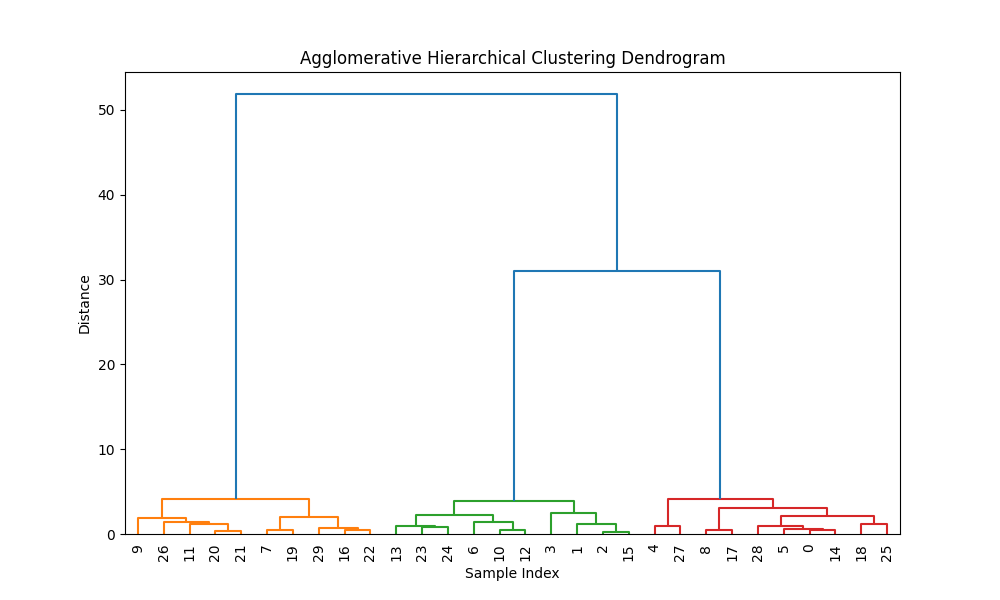 Agglomerative Hierarchical Clustering Dendrogram
50
40
30
20
10
0
Distance
9 26 11 20 21 7 19 29 16 22 13 23 24 6 10 12 3 1 2 15 4 27 8 17 28 5 0 14 18 25
Sample Index